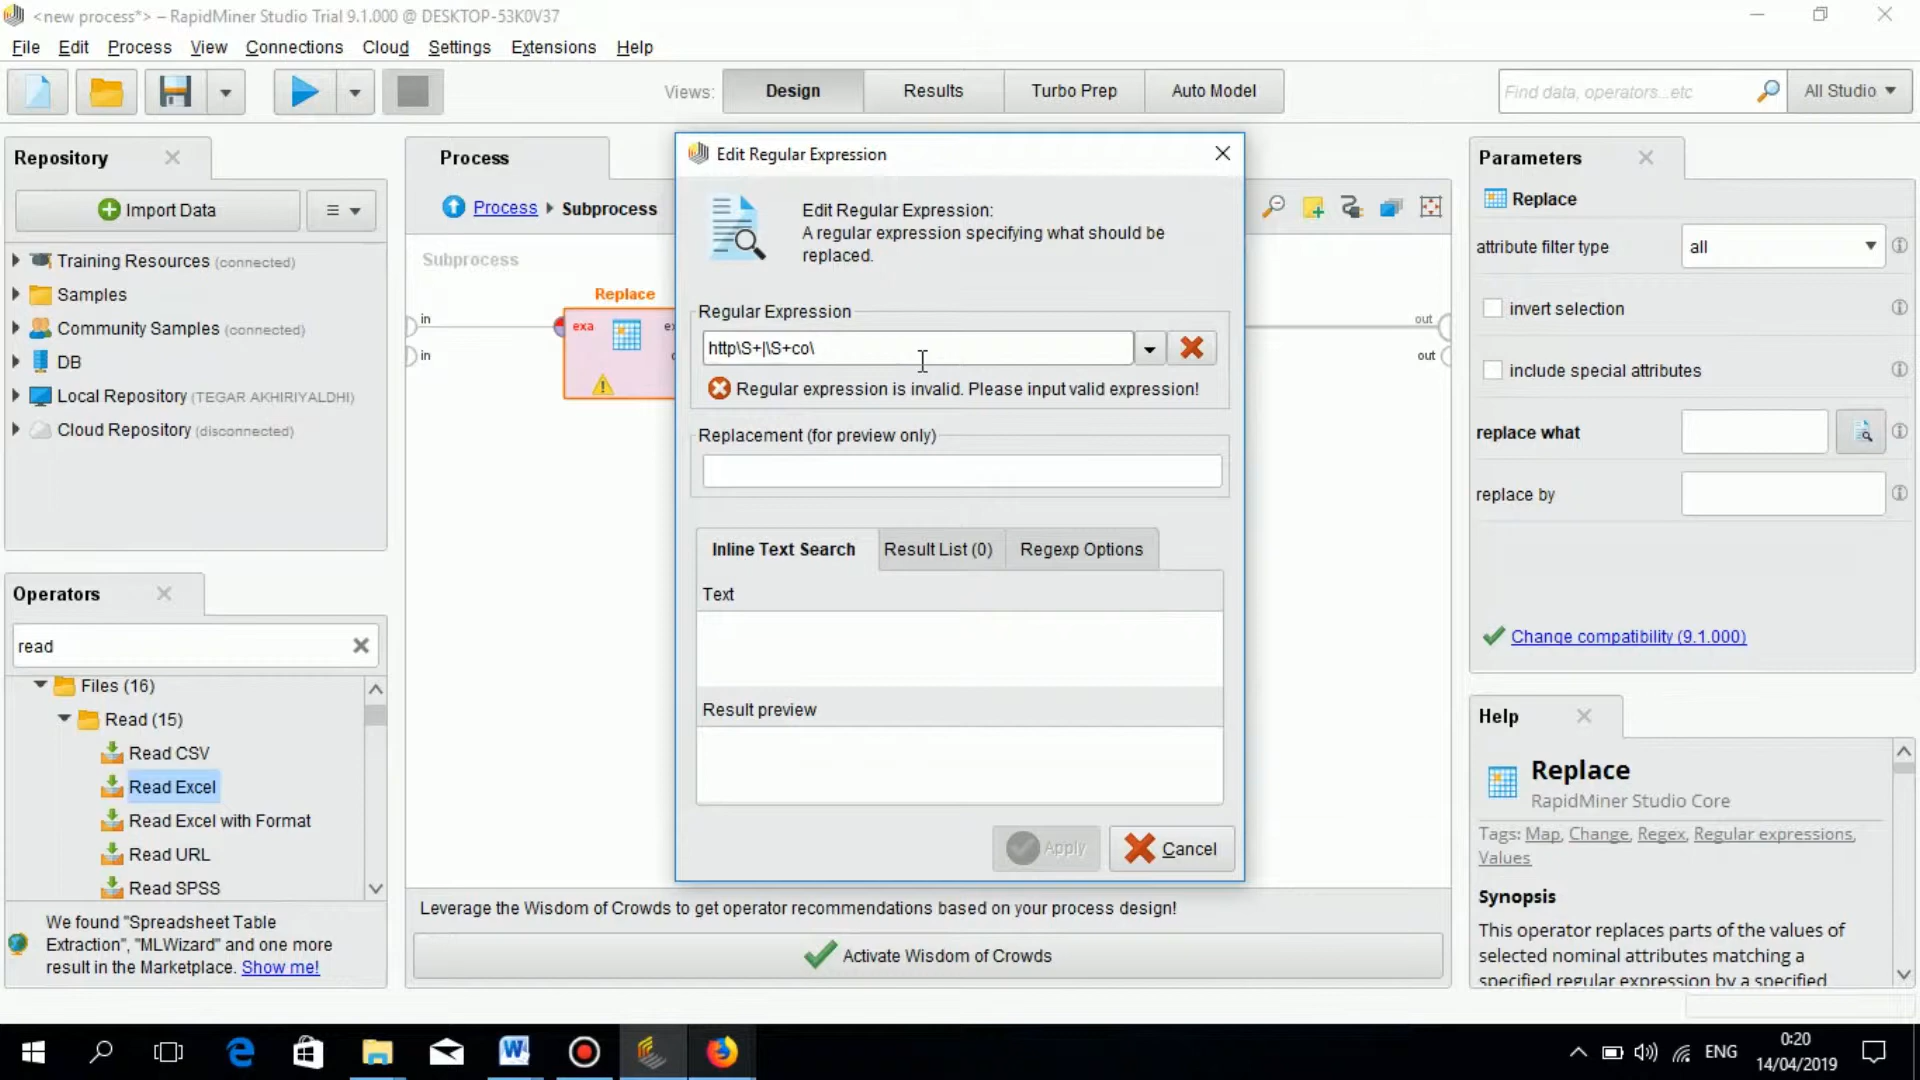 <new process*> – RapidMiner Studio Trial 9.1.000 @ DESKTOP-53K0V37
File Edit Process View Connections Cloud Settings Extensions Help
Views: Design Results Turbo Prep Auto Model
Find data, operators...etc
All Studio
Repository
Import Data
Training Resources (connected)
Samples
Community Samples (connected)
DB
Local Repository (TEGAR AKHIRIYALDHI)
Cloud Repository (disconnected)
Operators
read
Files (16)
Read (15)
Read CSV
Read Excel
Read Excel with Format
Read URL
Read SPSS
We found "Spreadsheet Table
Extraction", "MLWizard" and one more
result in the Marketplace. Show me!
Process
Process Subprocess
Subprocess
Replace
in
in
exa
out
out
Leverage the Wisdom of Crowds to get operator recommendations based on your process design!
Activate Wisdom of Crowds
Edit Regular Expression
Edit Regular Expression:
A regular expression specifying what should be
replaced.
Regular Expression
http\S+|\S+co\
Regular expression is invalid. Please input valid expression!
Replacement (for preview only)
Inline Text Search Result List (0) Regexp Options
Text
Result preview
Apply Cancel
Parameters
Replace
attribute filter type all
invert selection
include special attributes
replace what
replace by
Change compatibility (9.1.000)
Help
Replace
RapidMiner Studio Core
Tags: Map, Change, Regex, Regular expressions,
Values
Synopsis
This operator replaces parts of the values of
selected nominal attributes matching a
specified regular expression by a specified
ENG
0:20
14/04/2019